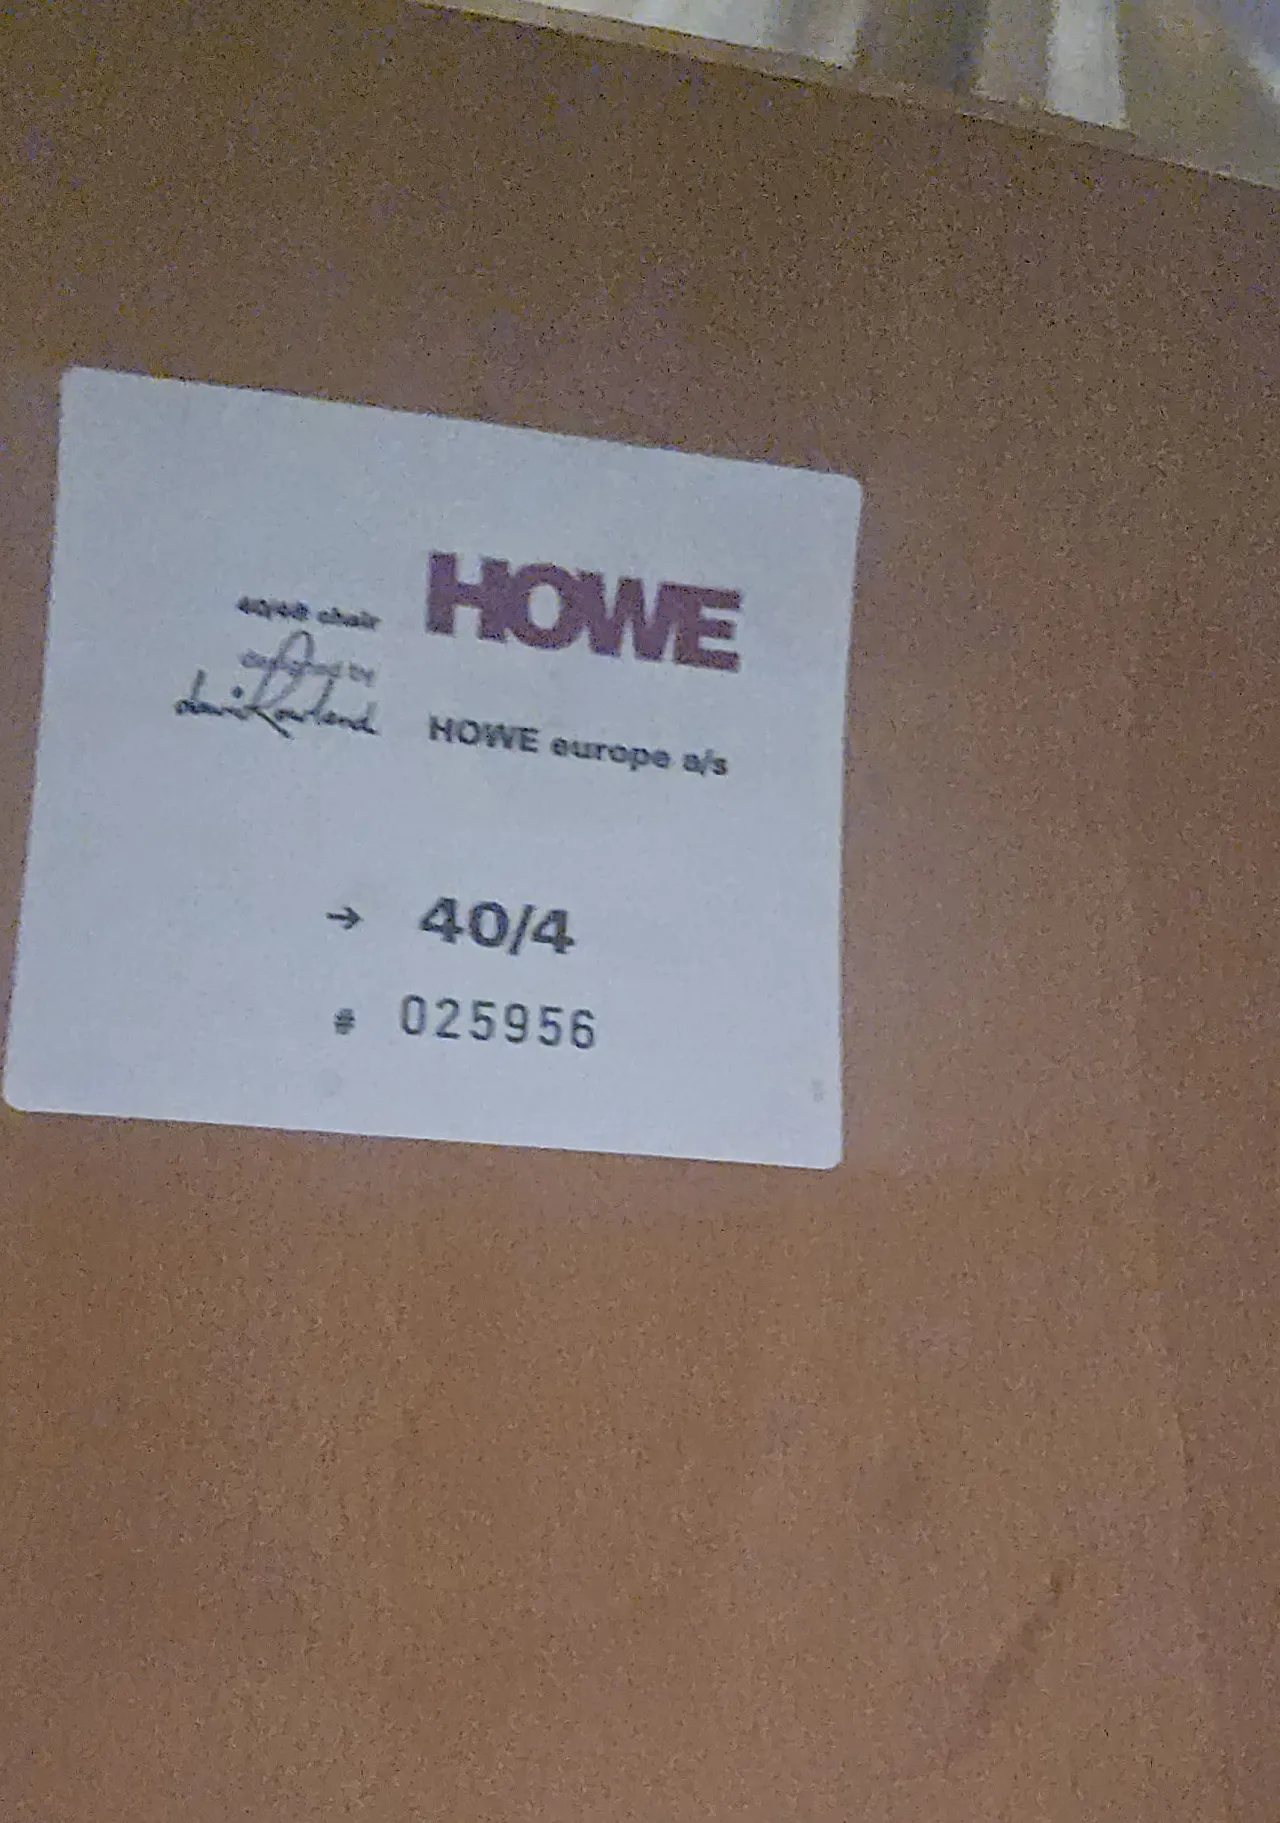 HOWE
40/4® chair
designed by
David Rowland
HOWE europe a/s
→ 40/4
# 025956